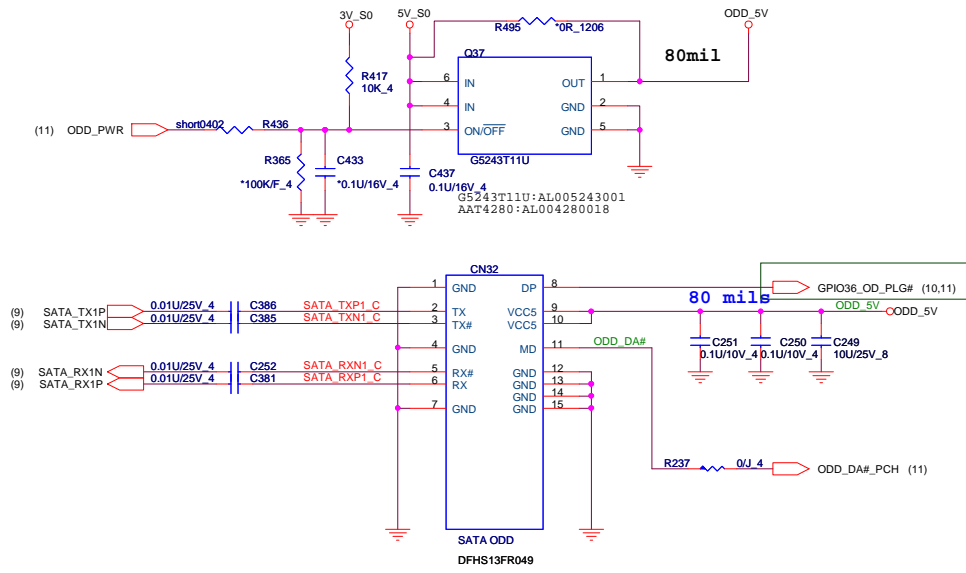 3V_S0
5V_S0
ODD_5V
R495
*0R_1206
80mil
Q37
R417
10K_4
6
IN
OUT
1
4
IN
GND
2
3
ON/OFF
GND
5
G5243T11U
(11)
ODD_PWR
short0402
R436
R365
*100K/F_4
C433
*0.1U/16V_4
C437
0.1U/16V_4
G5243T11U:AL005243001
AAT4280:AL004280018
CN32
1
GND
DP
8
GPIO36_OD_PLG# (10,11)
(9)
SATA_TX1P
0.01U/25V_4
C386
SATA_TXP1_C
2
TX
VCC5
9
80 mils
ODD_5V
ODD_5V
(9)
SATA_TX1N
0.01U/25V_4
C385
SATA_TXN1_C
3
TX#
VCC5
10
4
GND
MD
11
ODD_DA#
C251
0.1U/10V_4
C250
0.1U/10V_4
C249
10U/25V_8
(9)
SATA_RX1N
0.01U/25V_4
C252
SATA_RXN1_C
5
RX#
GND
12
(9)
SATA_RX1P
0.01U/25V_4
C381
SATA_RXP1_C
6
RX
GND
13
GND
14
7
GND
GND
15
R237
0/J_4
ODD_DA#_PCH (11)
SATA ODD
DFHS13FR049